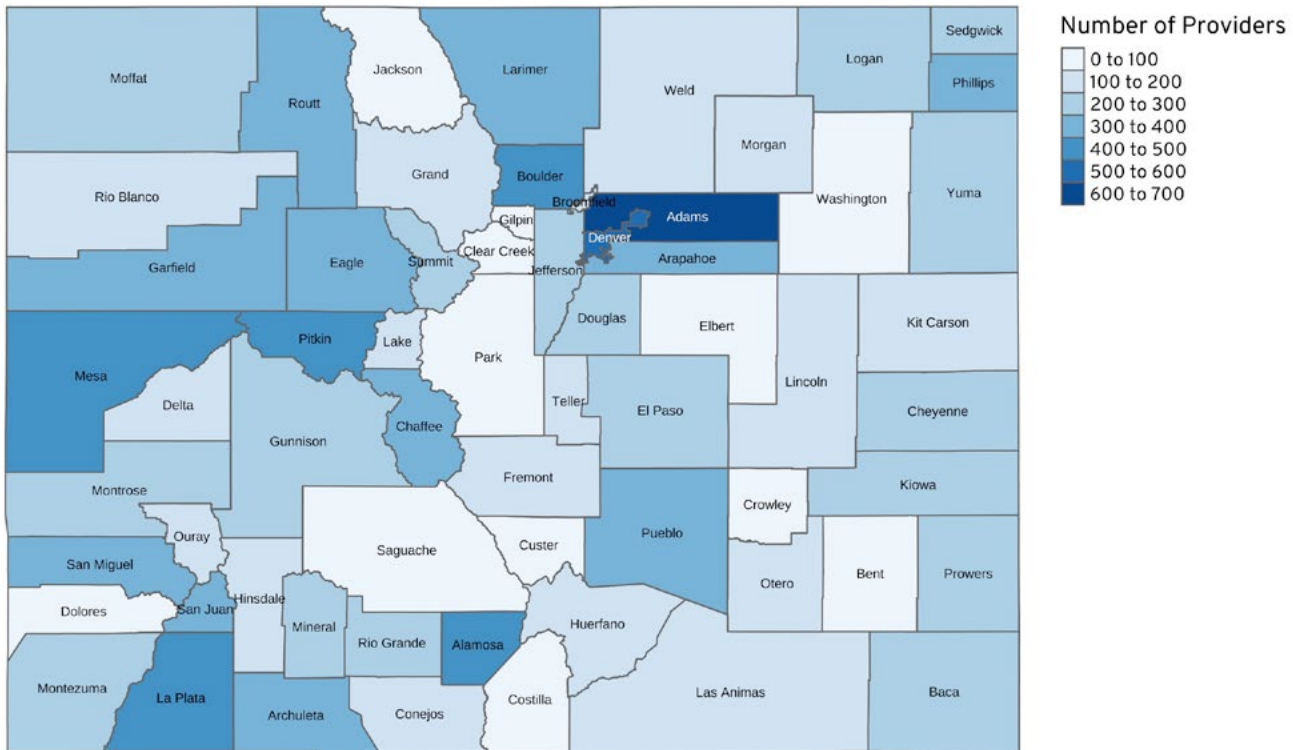 Number of Providers
0 to 100
100 to 200
200 to 300
300 to 400
400 to 500
500 to 600
600 to 700
Moffat
Routt
Jackson
Larimer
Weld
Logan
Sedgwick
Phillips
Morgan
Rio Blanco
Grand
Boulder
Broomfield
Washington
Yuma
Gilpin
Adams
Denver
Clear Creek
Garfield
Eagle
Summit
Jefferson
Arapahoe
Douglas
Elbert
Kit Carson
Pitkin
Lake
Park
Mesa
Delta
Teller
El Paso
Lincoln
Cheyenne
Gunnison
Chaffee
Montrose
Fremont
Kiowa
Crowley
Ouray
Saguache
Custer
Pueblo
San Miguel
Otero
Bent
Prowers
Dolores
San Juan
Hinsdale
Mineral
Rio Grande
Alamosa
Huerfano
Montezuma
La Plata
Archuleta
Conejos
Costilla
Las Animas
Baca